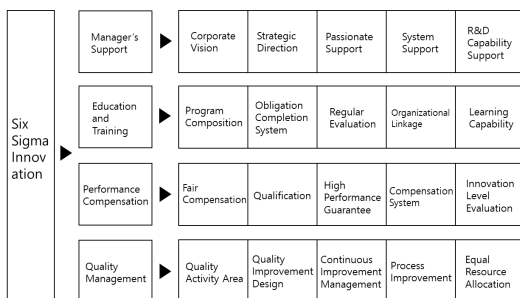 Six
Sigma
Innov
ation
Manager's
Support
Corporate
Vision
Strategic
Direction
Passionate
Support
System
Support
R&D
Capability
Support
Education
and
Training
Program
Composition
Obligation
Completion
System
Regular
Evaluation
Organizational
Linkage
Learning
Capability
Performance
Compensation
Fair
Compensation
Qualification
High
Performance
Guarantee
Compensation
System
Innovation
Level
Evaluation
Quality
Management
Quality
Activity Area
Quality
Improvement
Design
Continuous
Improvement
Management
Process
Improvement
Equal
Resource
Allocation